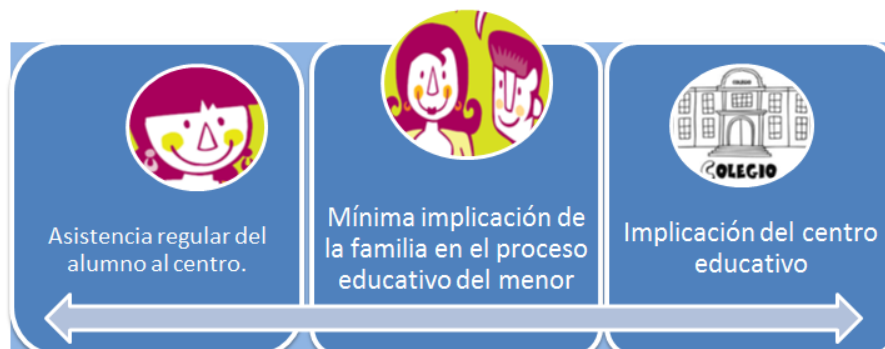 COLEGIO
COLEGIO
Asistencia regular del
alumno al centro.
Mínima implicación de
la familia en el proceso
educativo del menor
Implicación del centro
educativo